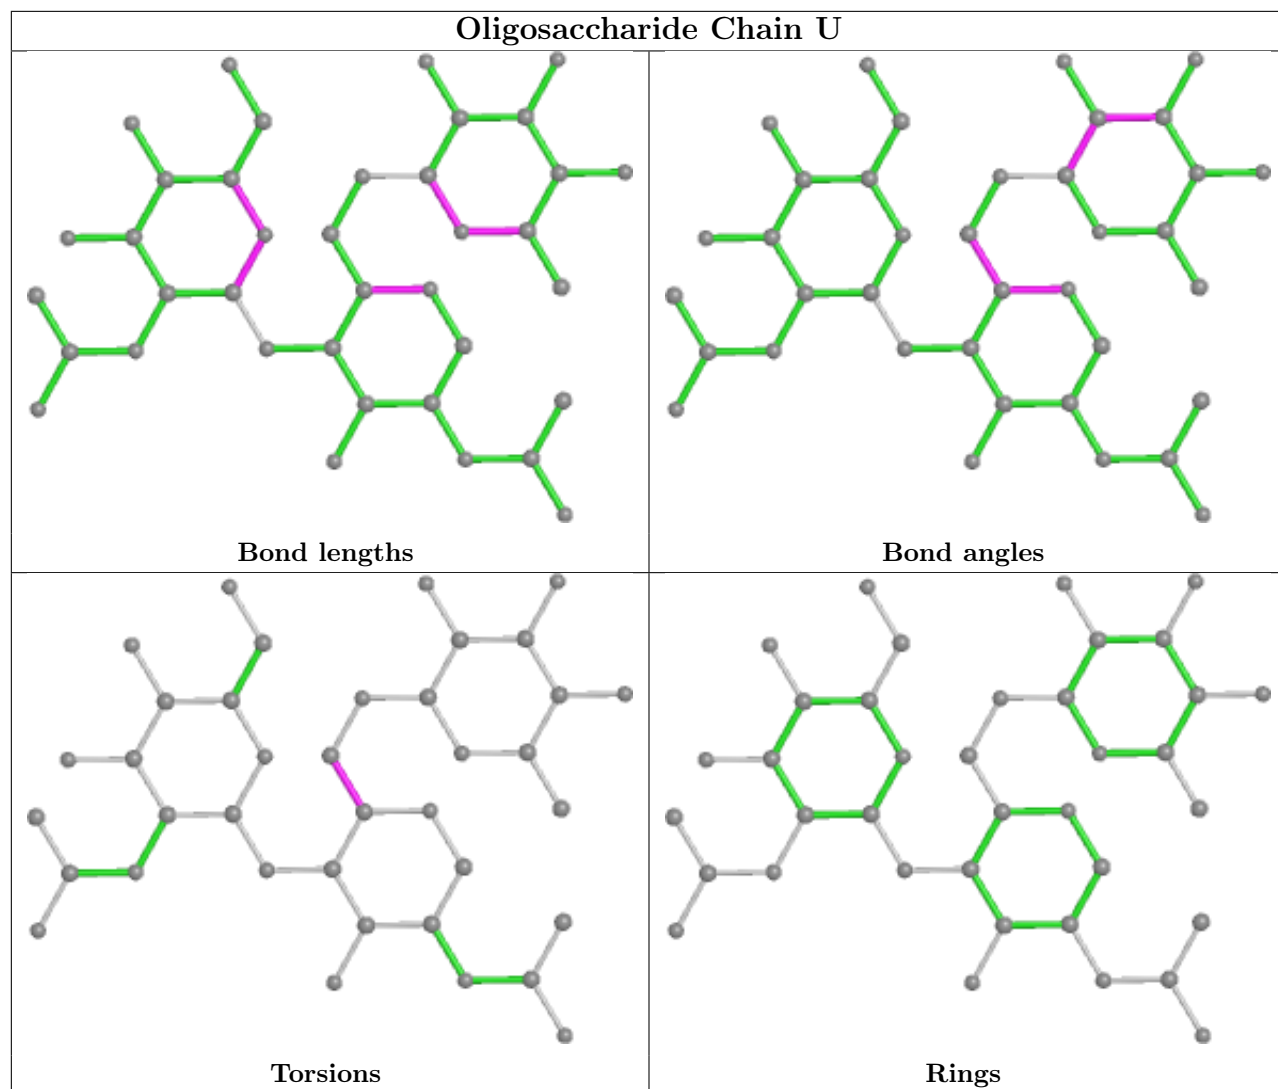 Oligosaccharide Chain U
Bond lengths
Bond angles
Torsions
Rings